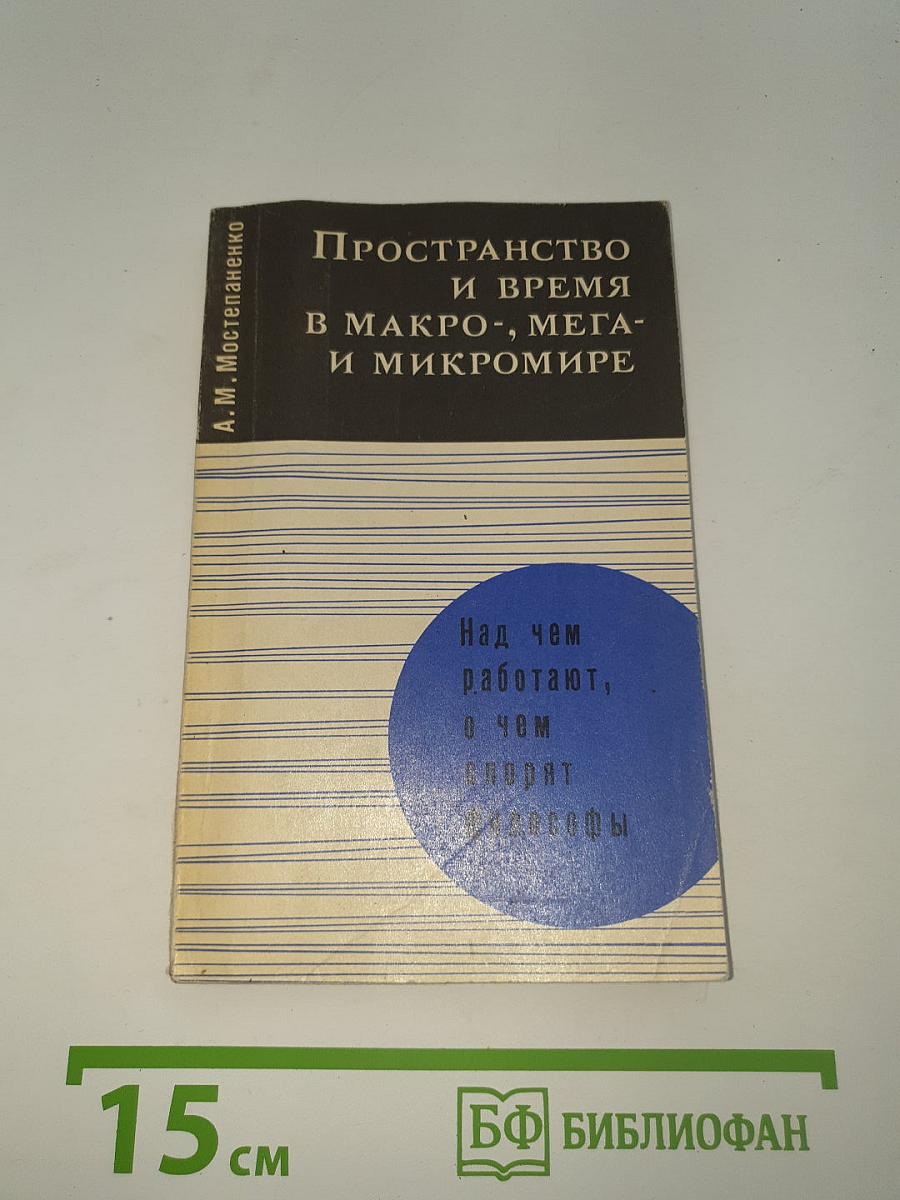 А. М. Мостепаненко
ПРОСТРАНСТВО
И ВРЕМЯ
В МАКРО-, МЕГА-
И МИКРОМИРЕ
Над чем
работают,
о чем
спорят
философы
15 см
БФ БИБЛИОФАН